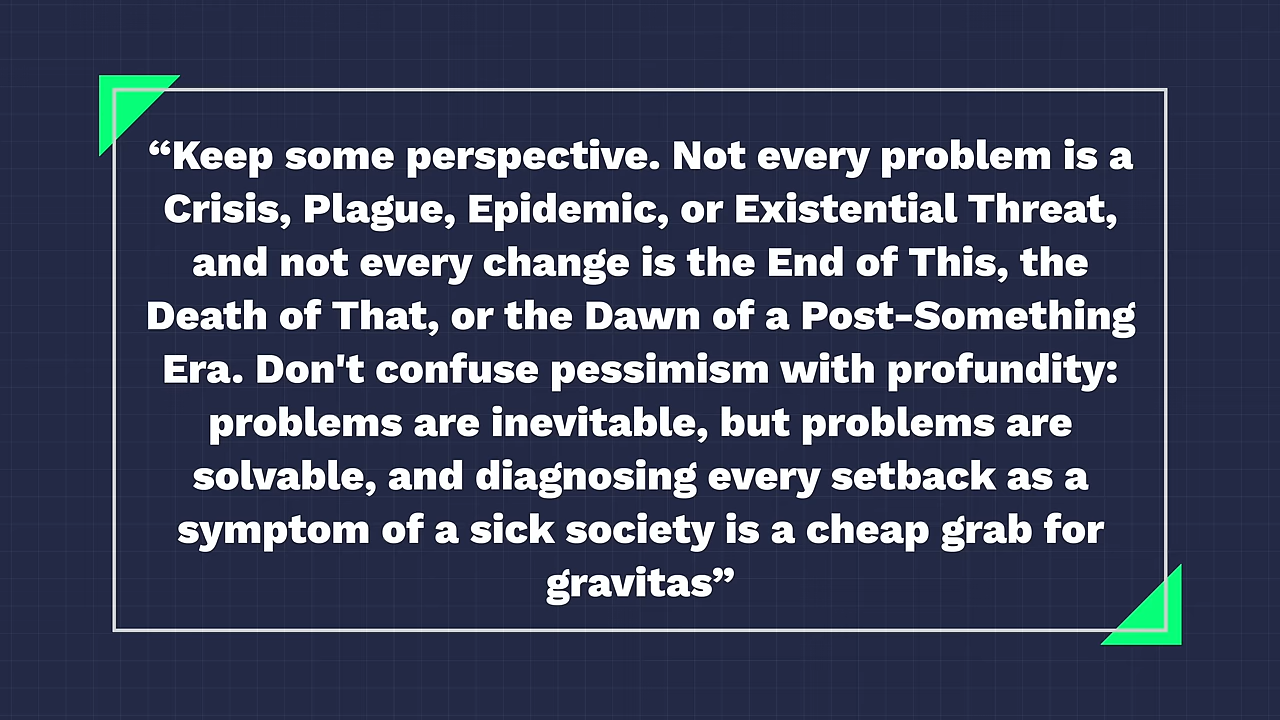 “Keep some perspective. Not every problem is a
Crisis, Plague, Epidemic, or Existential Threat,
and not every change is the End of This, the
Death of That, or the Dawn of a Post-Something
Era. Don't confuse pessimism with profundity:
problems are inevitable, but problems are
solvable, and diagnosing every setback as a
symptom of a sick society is a cheap grab for
gravitas”